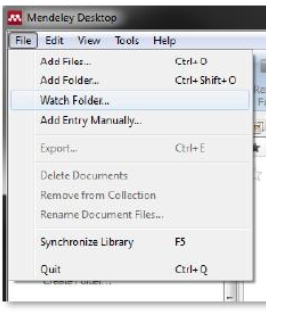 Mendeley Desktop
File Edit View Tools Help
Add Files... Ctrl+O
Add Folder... Ctrl+Shift+O
Watch Folder...
Add Entry Manually...
Export... Ctrl+E
Delete Documents
Remove from Collection
Rename Document Files...
Synchronize Library F5
Quit Ctrl+Q
Create Folder...